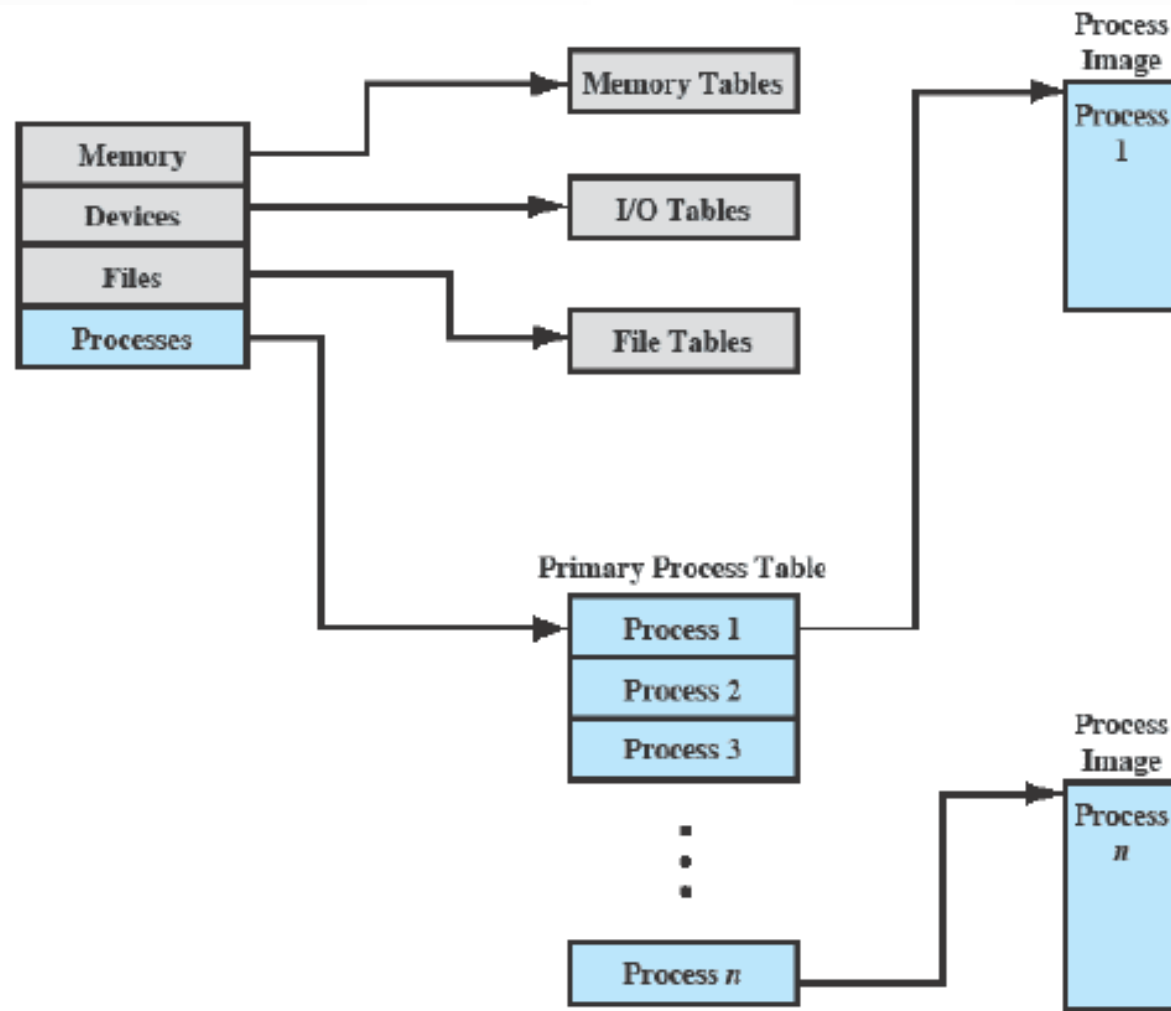 Memory
Devices
Files
Processes
Memory Tables
I/O Tables
File Tables
Primary Process Table
Process 1
Process 2
Process 3
Process n
Process
Image
Process
1
Process
Image
Process
n